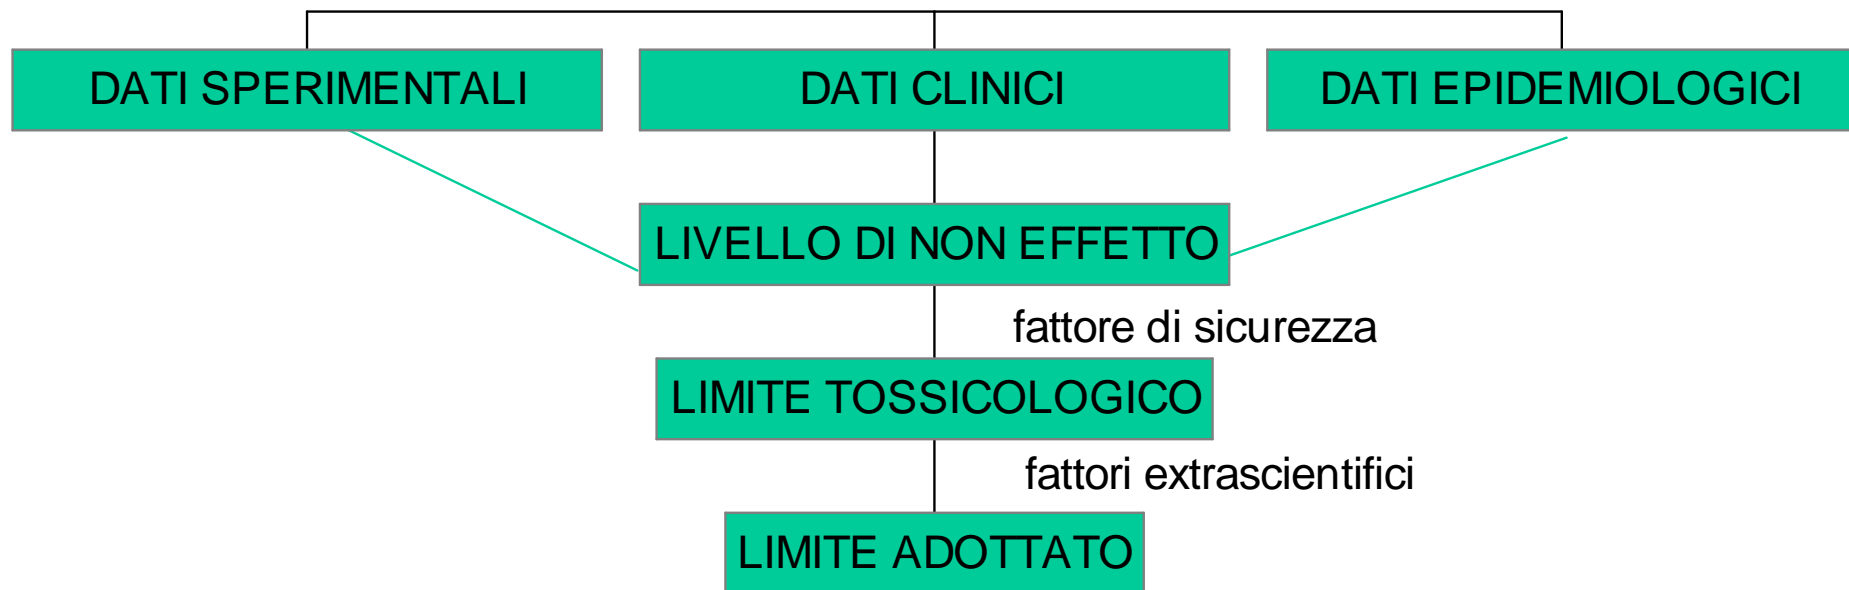 DATI SPERIMENTALI
DATI CLINICI
DATI EPIDEMIOLOGICI
LIVELLO DI NON EFFETTO
fattore di sicurezza
LIMITE TOSSICOLOGICO
fattori extrascientifici
LIMITE ADOTTATO